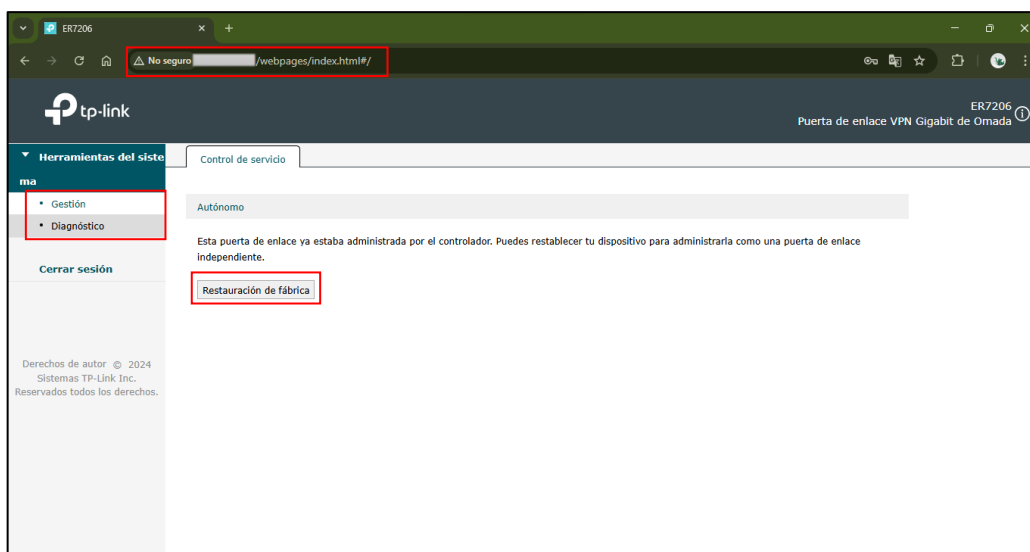 ER7206
No seguro /webpages/index.html#/
tp-link
ER7206
Puerta de enlace VPN Gigabit de Omada
Herramientas del siste
ma
Gestión
Diagnóstico
Cerrar sesión
Derechos de autor © 2024
Sistemas TP-Link Inc.
Reservados todos los derechos.
Control de servicio
Autónomo
Esta puerta de enlace ya estaba administrada por el controlador. Puedes restablecer tu dispositivo para administrarla como una puerta de enlace
independiente.
Restauración de fábrica